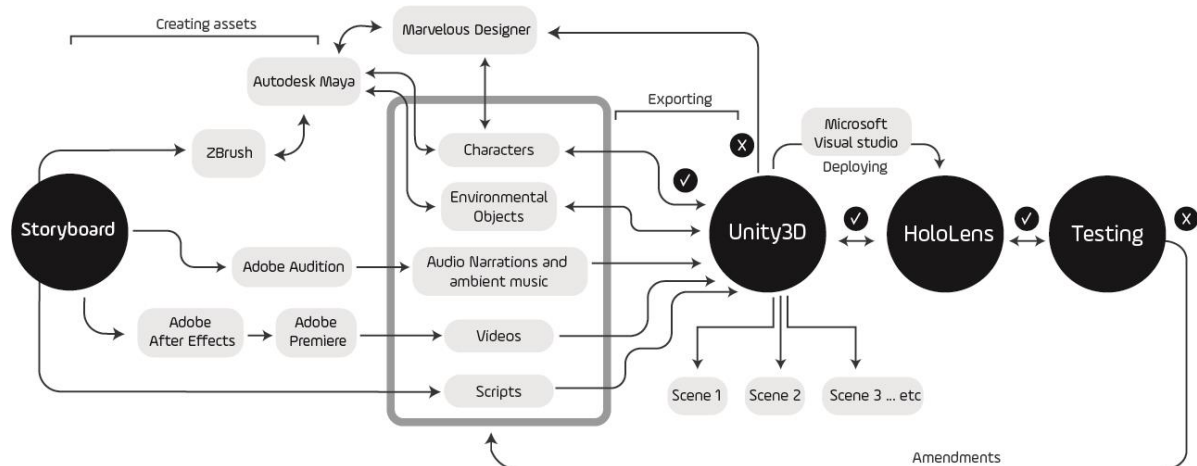 Creating assets
Marvelous Designer
Autodesk Maya
Exporting
Microsoft
Visual studio
Deploying
ZBrush
Characters
X
✓
Environmental
Objects
Storyboard
Unity3D
✓
HoloLens
✓
Testing
X
Adobe Audition
Audio Narrations and
ambient music
Adobe
After Effects
Adobe
Premiere
Videos
Scripts
Scene 1
Scene 2
Scene 3 ... etc
Amendments